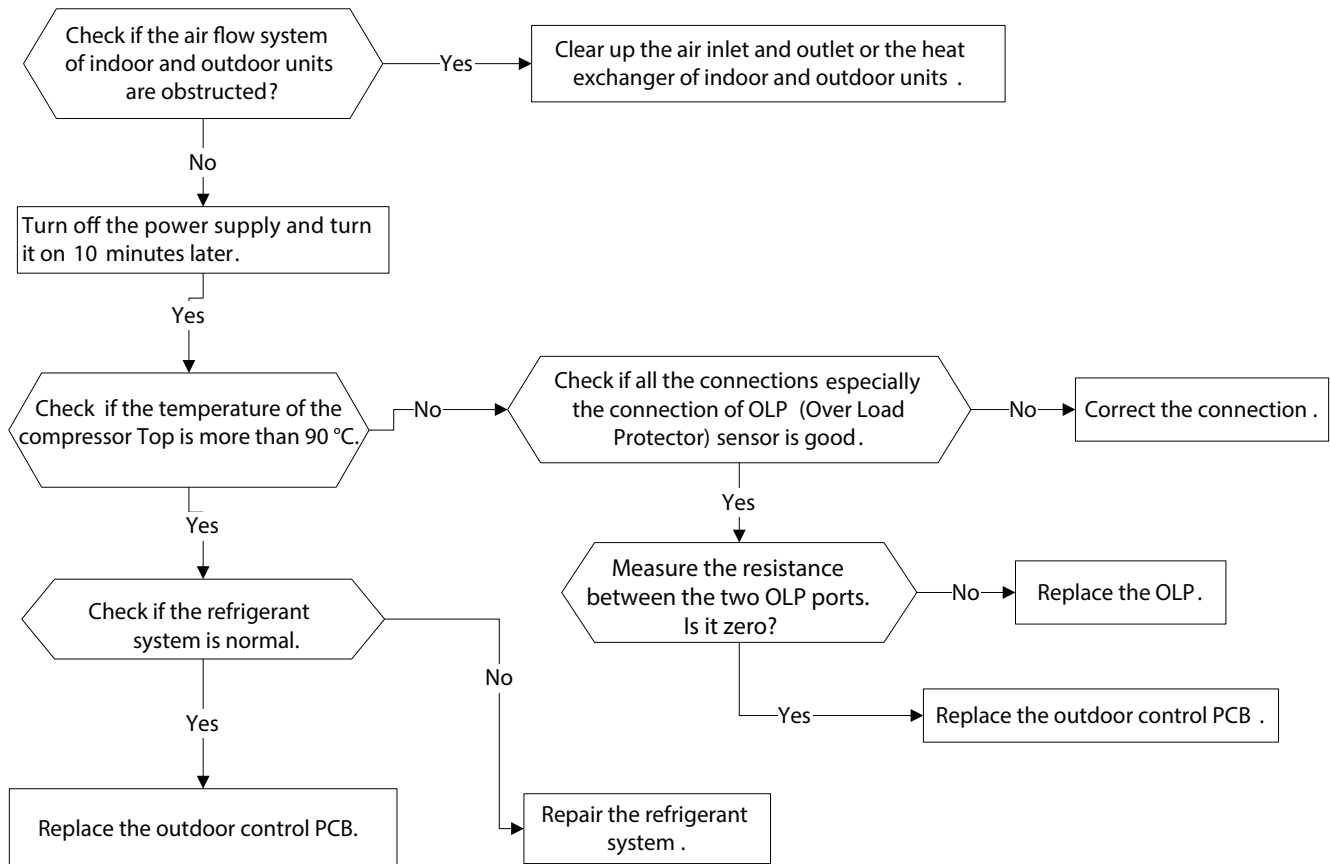 Check if the air flow system
of indoor and outdoor units
are obstructed?
Yes
Clear up the air inlet and outlet or the heat
exchanger of indoor and outdoor units .
No
Turn off the power supply and turn
it on 10 minutes later.
Yes
Check if the temperature of the
compressor Top is more than 90 °C.
No
Check if all the connections especially
the connection of OLP (Over Load
Protector) sensor is good .
No
Correct the connection .
Yes
Yes
Measure the resistance
between the two OLP ports.
Is it zero?
No
Replace the OLP .
Check if the refrigerant
system is normal.
No
Yes
Yes
Replace the outdoor control PCB .
Replace the outdoor control PCB.
Repair the refrigerant
system .